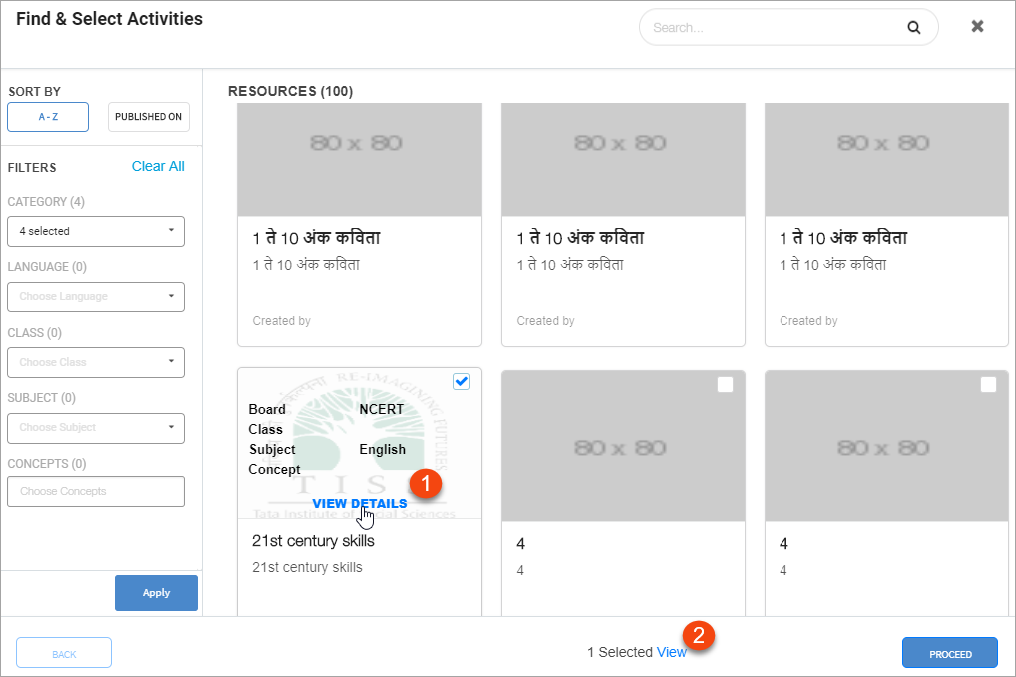 Find & Select Activities
Search...
SORT BY
A - Z
PUBLISHED ON
FILTERS
Clear All
CATEGORY (4)
4 selected
LANGUAGE (0)
Choose Language
CLASS (0)
Choose Class
SUBJECT (0)
Choose Subject
CONCEPTS (0)
Choose Concepts
Apply
RESOURCES (100)
80 x 80
80 x 80
80 x 80
1 ते 10 अंक कविता
1 ते 10 अंक कविता
Created by
1 ते 10 अंक कविता
1 ते 10 अंक कविता
Created by
1 ते 10 अंक कविता
1 ते 10 अंक कविता
Created by
RE-IMAGINING FUTURES
Board NCERT
Class
Subject English
Concept
TISS
1
VIEW DETAILS
Tata Institute of Social Sciences
21st century skills
21st century skills
80 x 80
4
4
80 x 80
4
4
BACK
1 Selected View
2
PROCEED